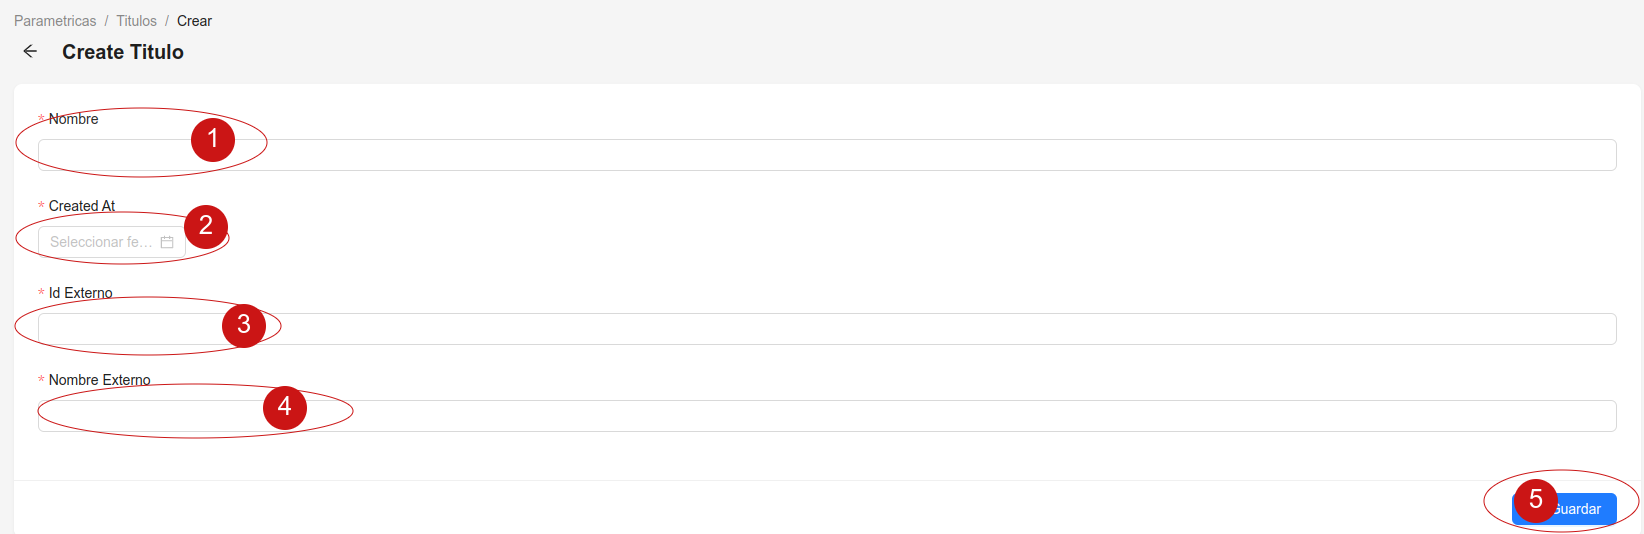 Parametricas / Titulos / Crear
Create Titulo
* Nombre
1
* Created At
2
Seleccionar fe...
* Id Externo
3
* Nombre Externo
4
5
Guardar